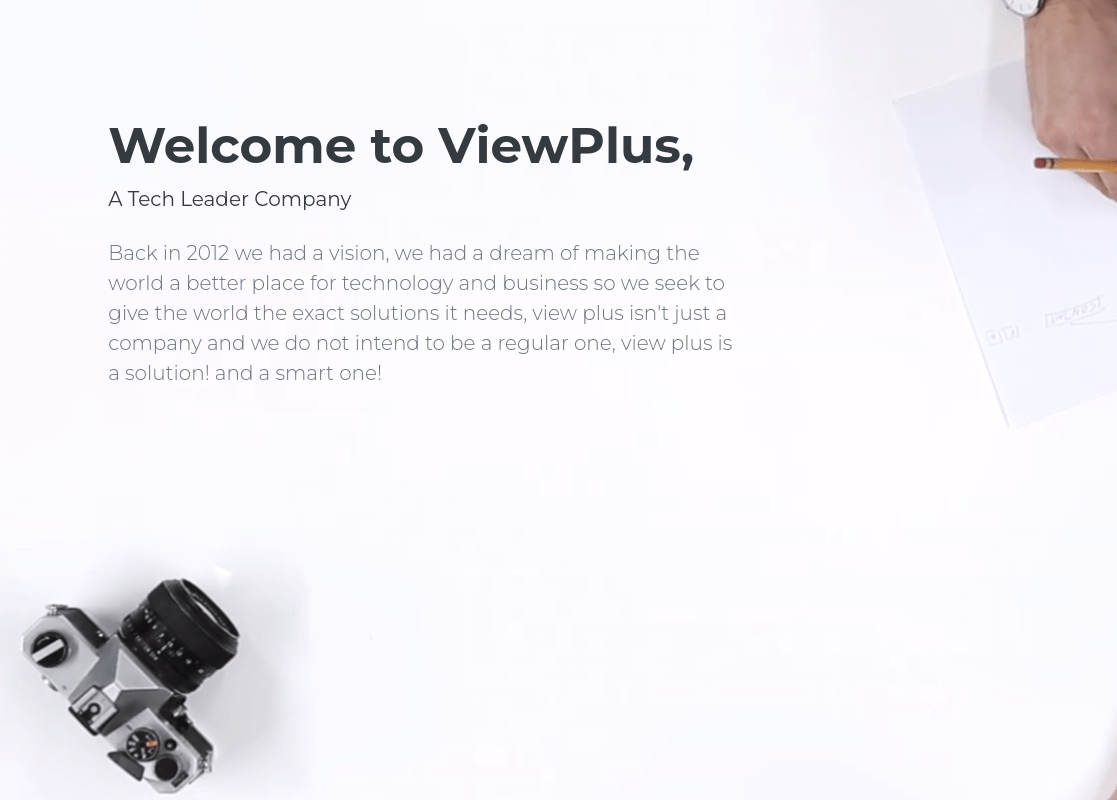 Welcome to ViewPlus,
A Tech Leader Company
Back in 2012 we had a vision, we had a dream of making the
world a better place for technology and business so we seek to
give the world the exact solutions it needs, view plus isn't just a
company and we do not intend to be a regular one, view plus is
a solution! and a smart one!